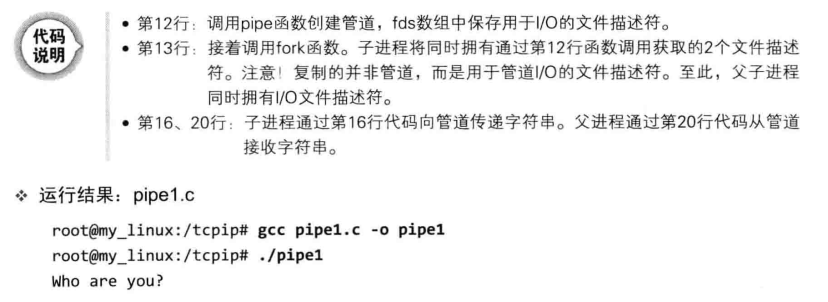 代码
说明
• 第12行：调用pipe函数创建管道，fds数组中保存用于I/O的文件描述符。
• 第13行：接着调用fork函数。子进程将同时拥有通过第12行函数调用获取的2个文件描述
符。注意！复制的并非管道，而是用于管道I/O的文件描述符。至此，父子进程
同时拥有I/O文件描述符。
• 第16、20行：子进程通过第16行代码向管道传递字符串。父进程通过第20行代码从管道
接收字符串。
❖ 运行结果：pipe1.c
root@my_linux:/tcpip# gcc pipe1.c -o pipe1
root@my_linux:/tcpip# ./pipe1
Who are you?